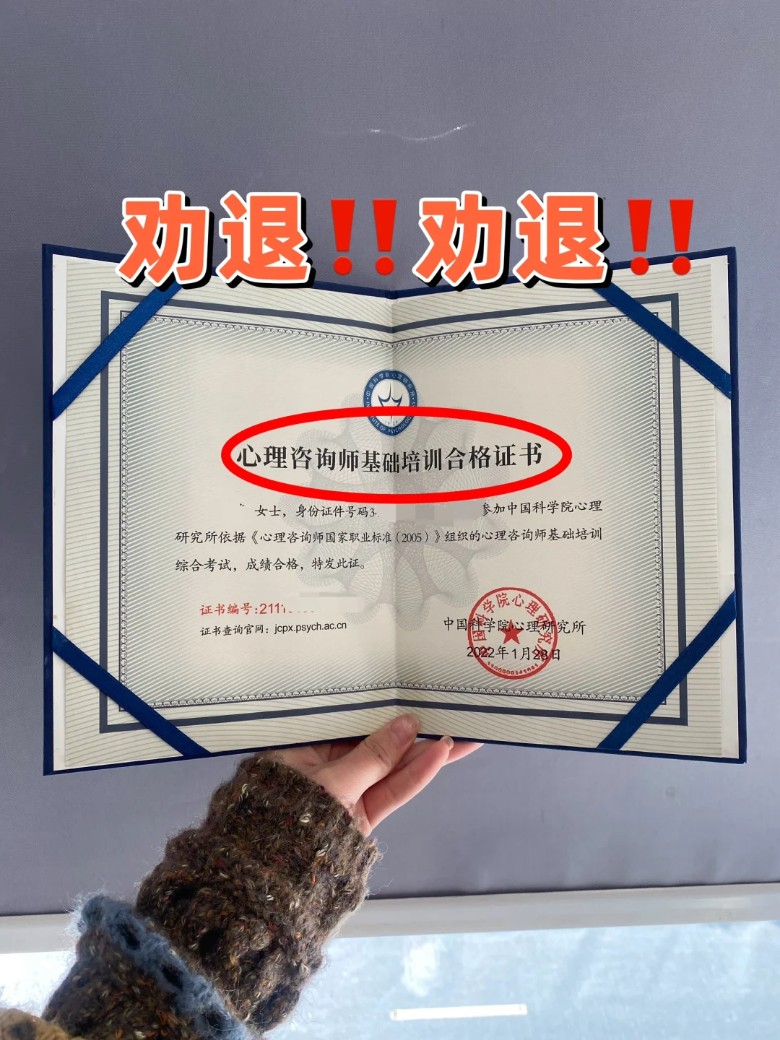 劝退‼️劝退‼️
心理咨询师基础培训合格证书
女士，身份证件号码3 参加中国科学院心理
研究所依据《心理咨询师国家职业标准（2005）》组织的心理咨询师基础培训
综合考试，成绩合格，特发此证。
证书编号:211
证书查询官网：jcpx.psych.ac.cn
中国科学院心理研究所
2022年1月28日